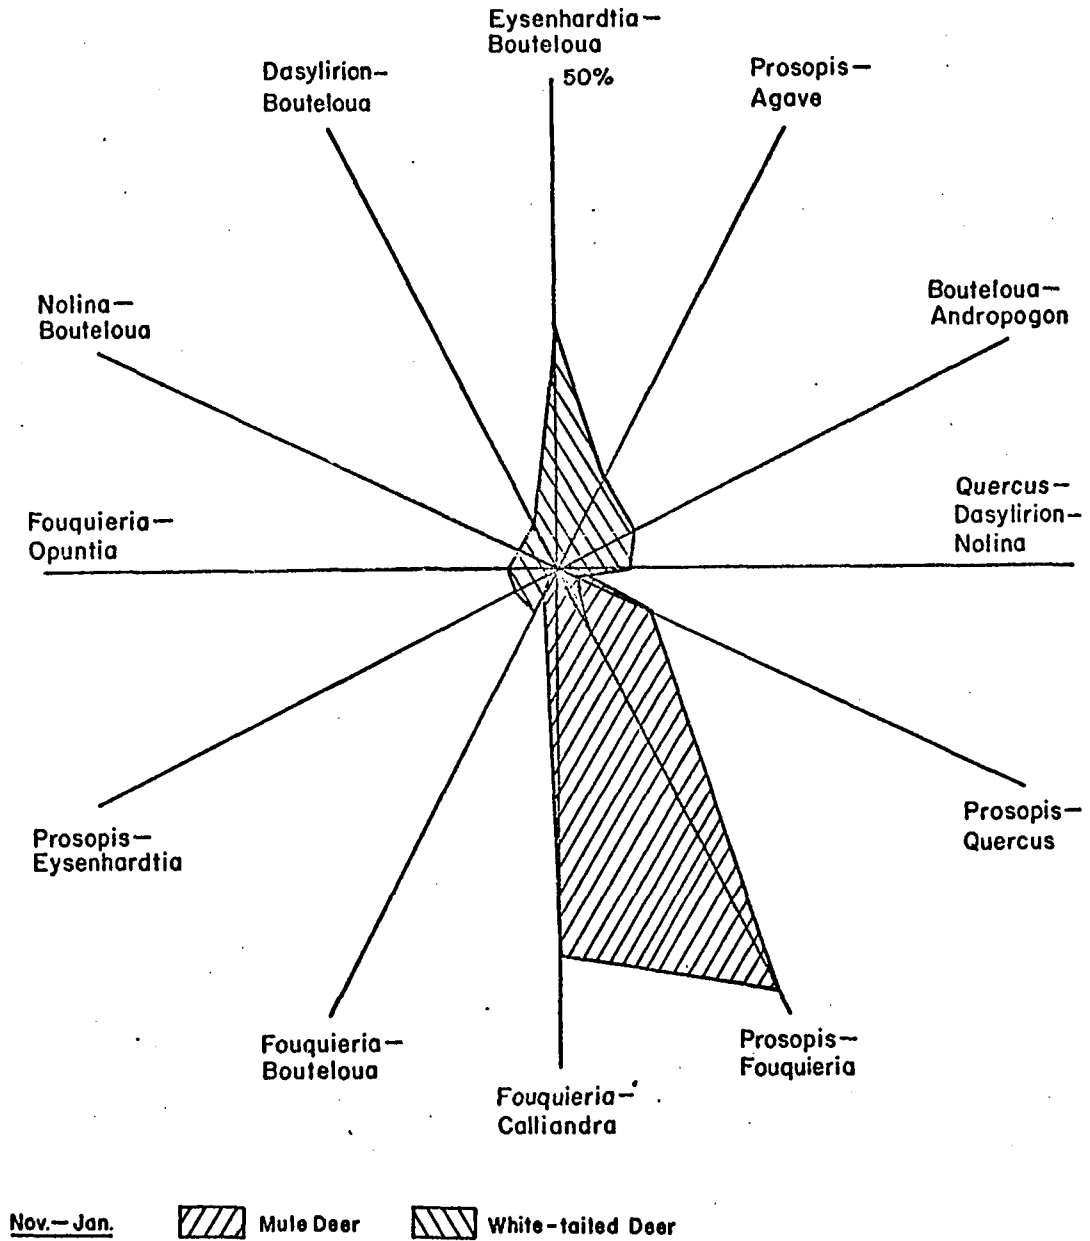 Eysenhardtia—
Bouteloua
50%
Dasylirion—
Bouteloua
Prosopis—
Agave
Nolina—
Bouteloua
Bouteloua—
Andropogon
Fouquieria—
Opuntia
Quercus—
Dasylirion—
Nolina
Prosopis—
Eysenhardtia
Prosopis—
Quercus
Fouquieria—
Bouteloua
Prosopis—
Fouquieria
Fouquieria—
Calliandra
Nov.—Jan.
Mule Deer
White-tailed Deer